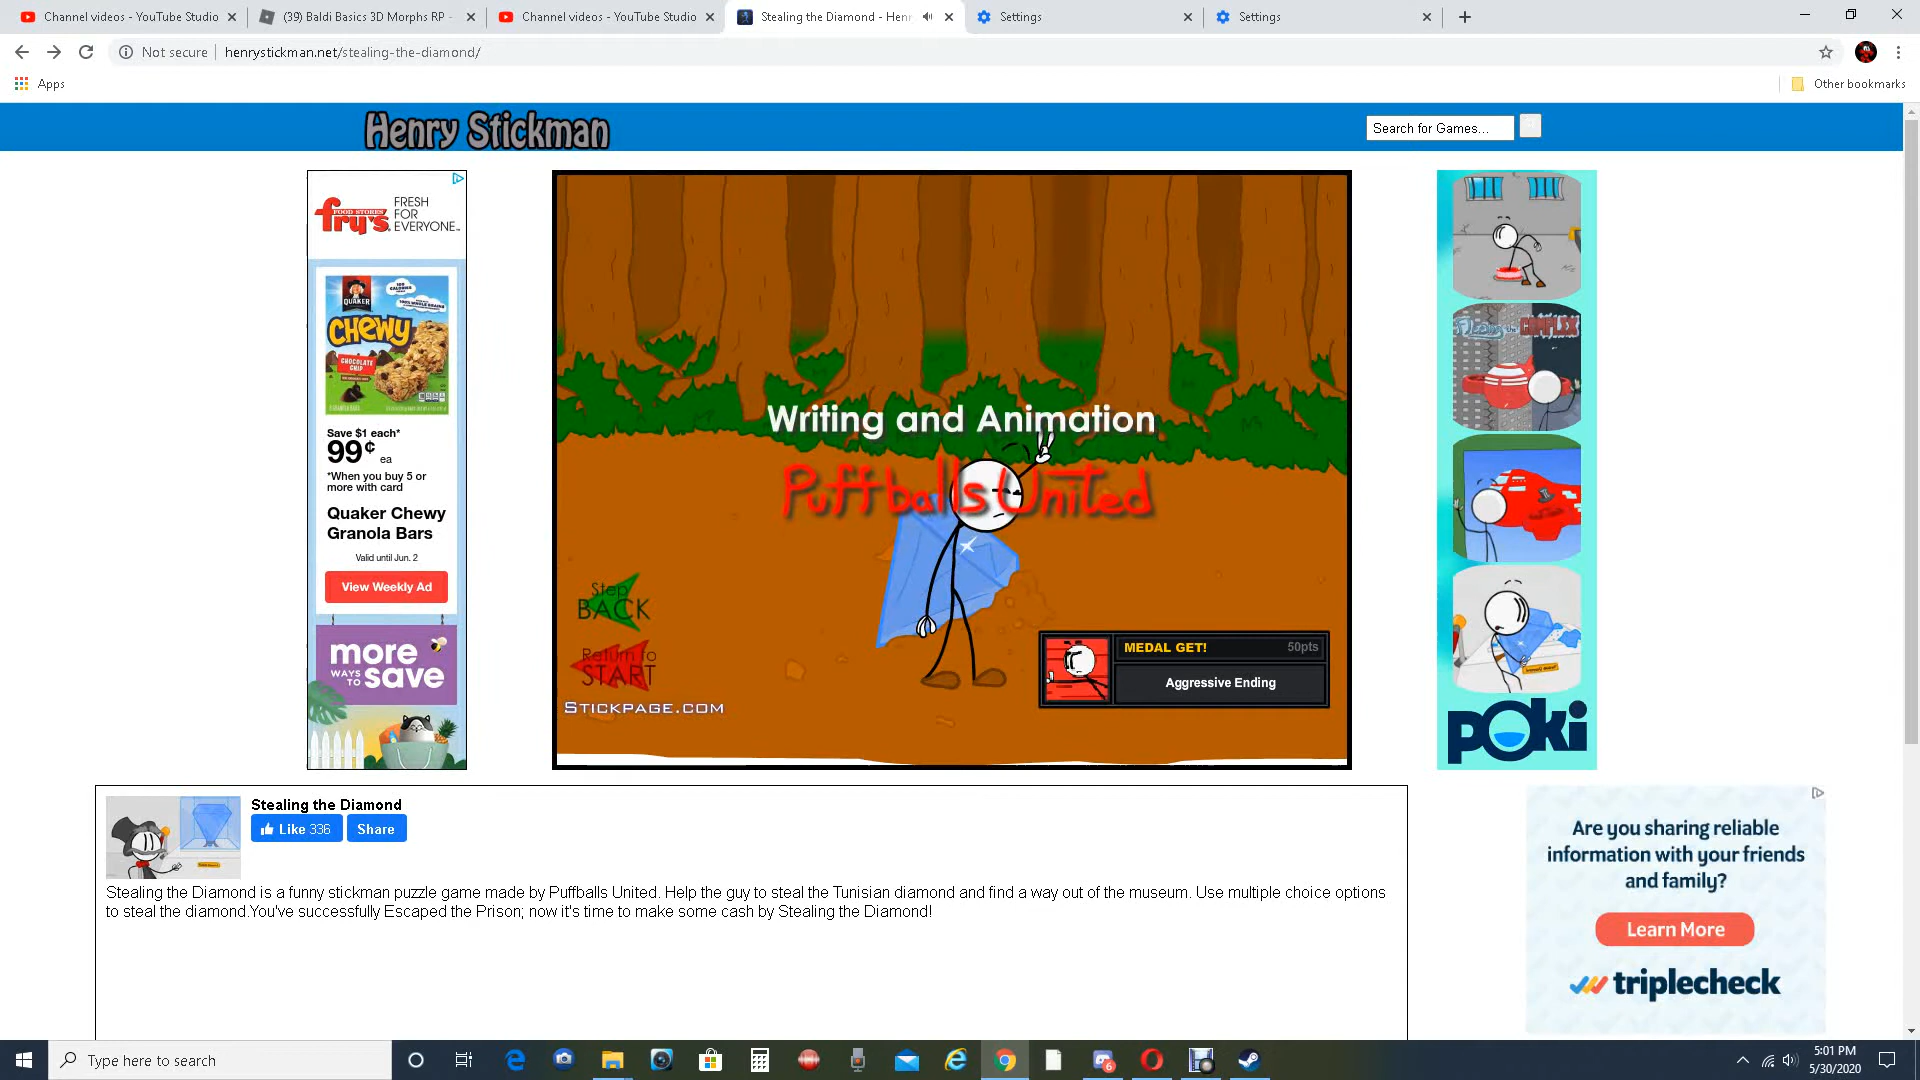 Channel videos - YouTube Studio
(39) Baldi Basics 3D Morphs RP -
Channel videos - YouTube Studio
Stealing the Diamond - Henr
Settings
Settings
Not secure
henrystickman.net/stealing-the-diamond/
Apps
Other bookmarks
Henry Stickman
Search for Games...
fry's
FOOD STORES
FRESH
FOR
EVERYONE.
QUAKER
CHEWY
CHOCOLATE
CHIP
Save $1 each*
99¢ ea
*When you buy 5 or
more with card
Quaker Chewy
Granola Bars
Valid until Jun. 2
View Weekly Ad
more
WAYS TO save
Writing and Animation
Puffballs United
Step
BACK
Return to
START
STICKPAGE.COM
MEDAL GET! 50pts
Aggressive Ending
Fleeing the COMPLEX
POKi
Stealing the Diamond
Like 336
Share
Stealing the Diamond is a funny stickman puzzle game made by Puffballs United. Help the guy to steal the Tunisian diamond and find a way out of the museum. Use multiple choice options
to steal the diamond.You've successfully Escaped the Prison; now it's time to make some cash by Stealing the Diamond!
Are you sharing reliable
information with your friends
and family?
Learn More
triplecheck
Type here to search
6
5:01 PM
5/30/2020